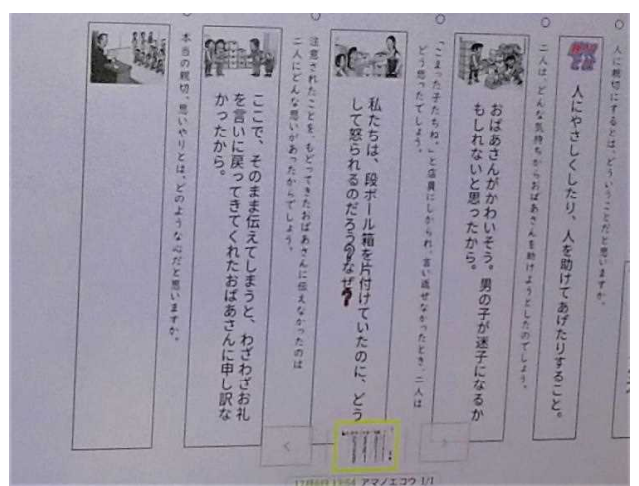 人に親切にするとは、どういうことだと思いますか。
人にやさしくしたり、人を助けてあげたりすること。
二人は、どんな気持ちからおばあさんを助けようとしたのでしょう。
おばあさんがかわいそう。男の子が迷子になるか
もしれないと思ったから。
「こまった子たちね。」と店員にしかられ、言い返せなかったとき、二人は
どう思ったでしょう。
私たちは、段ボール箱を片付けていたのに、どう
して怒られるのだろう?なぜ?
注意されたことを、もどってきたおばあさんに伝えなかったのは
二人にどんな思いがあったからでしょう。
ここで、そのまま伝えてしまうと、わざわざお礼
を言いに戻ってきてくれたおばあさんに申し訳な
かったから。
本当の親切、思いやりとは、どのような心だと思いますか。
アマノエコウ 1/1